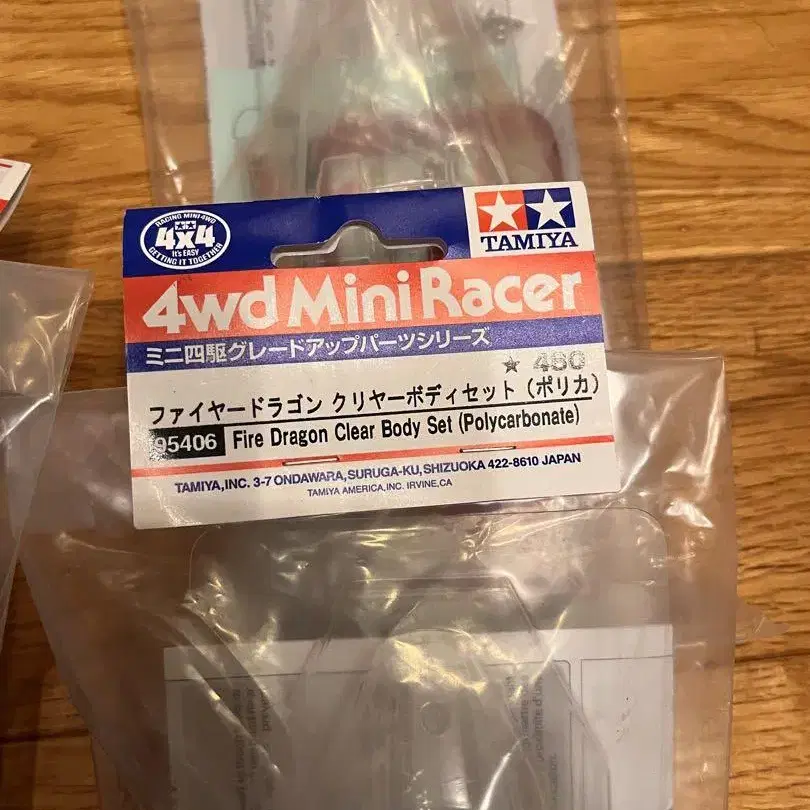 RACING MINI 4WD
4x4
It's EASY
GETTING IT TOGETHER
TAMIYA
4wd Mini Racer
ミニ四駆グレードアップパーツシリーズ
★ 460
ファイヤードラゴン クリヤーボディセット（ポリカ）
95406 Fire Dragon Clear Body Set (Polycarbonate)
TAMIYA,INC. 3-7 ONDAWARA,SURUGA-KU,SHIZUOKA 422-8610 JAPAN
TAMIYA AMERICA,INC. IRVINE,CA